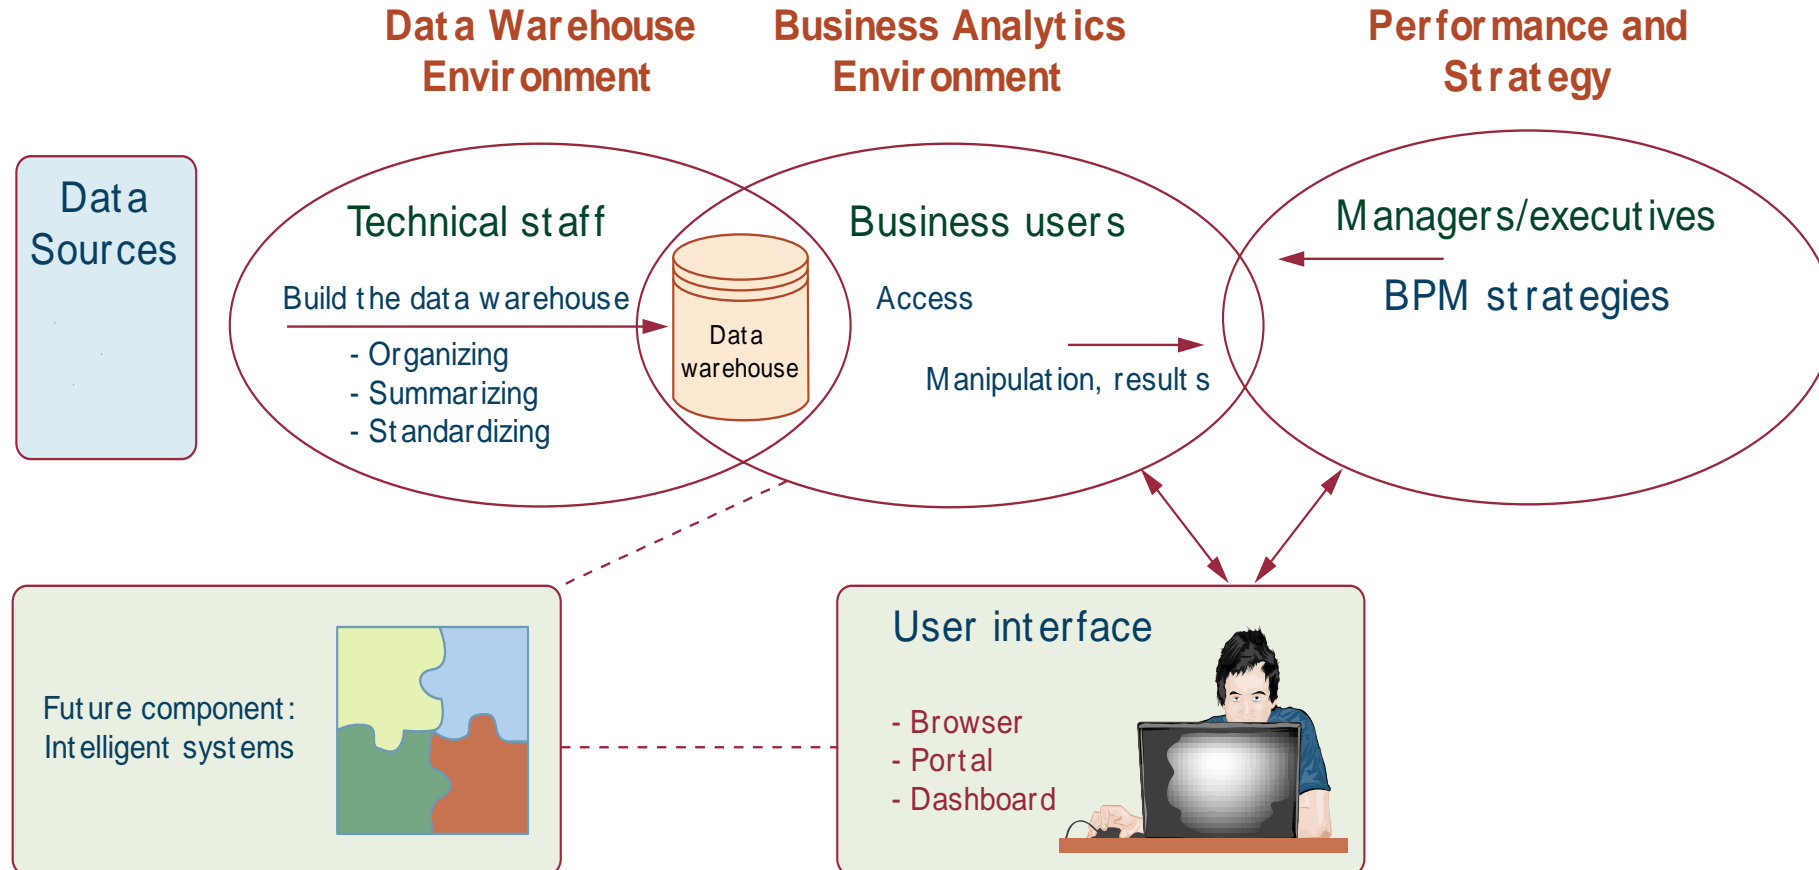 Data Warehouse
Environment
Business Analytics
Environment
Performance and
Strategy
Data
Sources
Technical staff
Build the data warehouse
- Organizing
- Summarizing
- Standardizing
Data
warehouse
Business users
Access
Manipulation, results
Managers/executives
BPM strategies
Future component:
Intelligent systems
User interface
- Browser
- Portal
- Dashboard